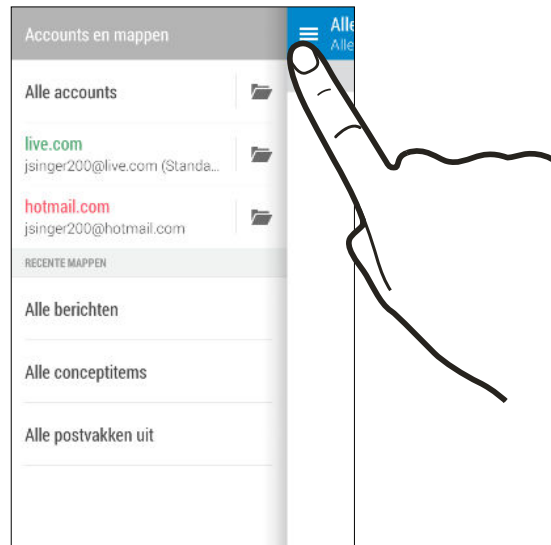 Accounts en mappen
Alle
Alle
Alle accounts
live.com
jsinger200@live.com (Standa...
hotmail.com
jsinger200@hotmail.com
RECENTE MAPPEN
Alle berichten
Alle conceptitems
Alle postvakken uit